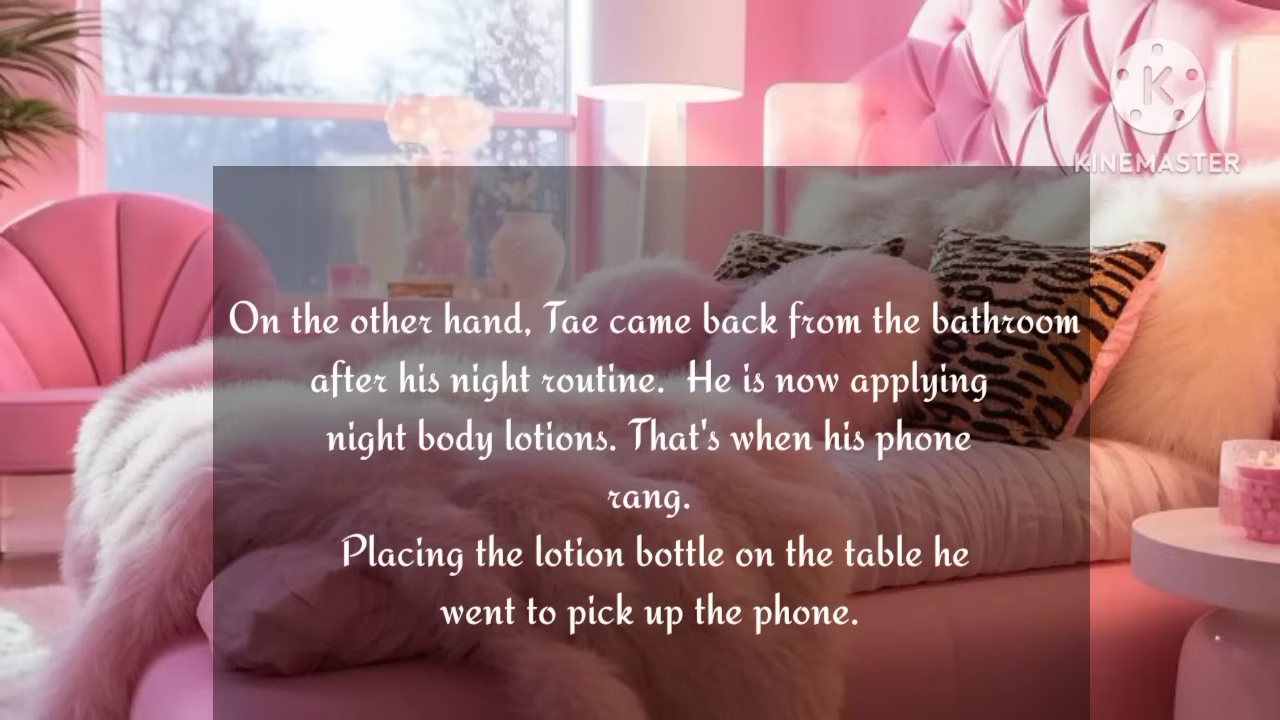 K
KINEMASTER
On the other hand, Tae came back from the bathroom
after his night routine.  He is now applying
night body lotions. That's when his phone
rang.
Placing the lotion bottle on the table he
went to pick up the phone.